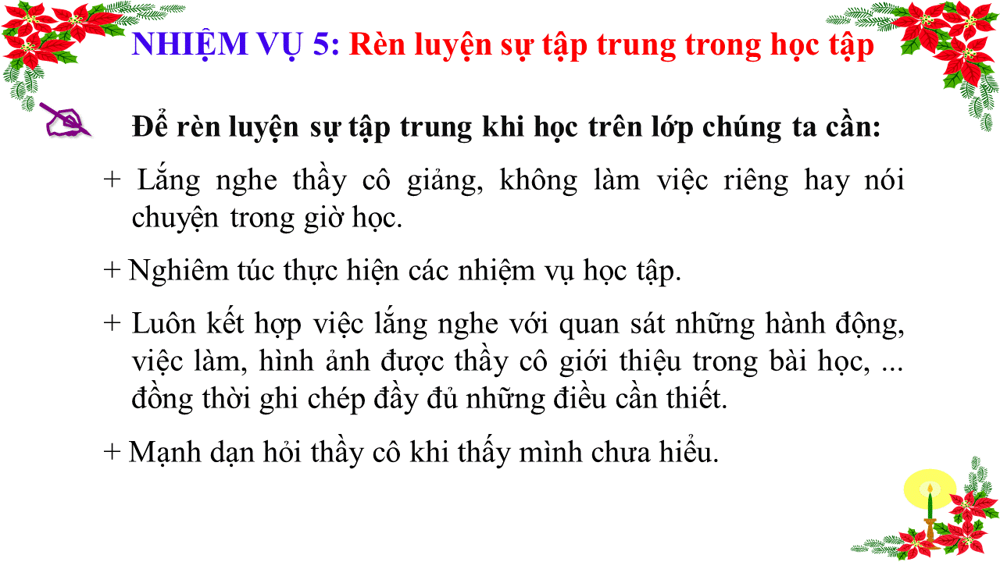 NHIỆM VỤ 5: Rèn luyện sự tập trung trong học tập
Để rèn luyện sự tập trung khi học trên lớp chúng ta cần:
+ Lắng nghe thầy cô giảng, không làm việc riêng hay nói
chuyện trong giờ học.
+ Nghiêm túc thực hiện các nhiệm vụ học tập.
+ Luôn kết hợp việc lắng nghe với quan sát những hành động,
việc làm, hình ảnh được thầy cô giới thiệu trong bài học, ...
đồng thời ghi chép đầy đủ những điều cần thiết.
+ Mạnh dạn hỏi thầy cô khi thấy mình chưa hiểu.